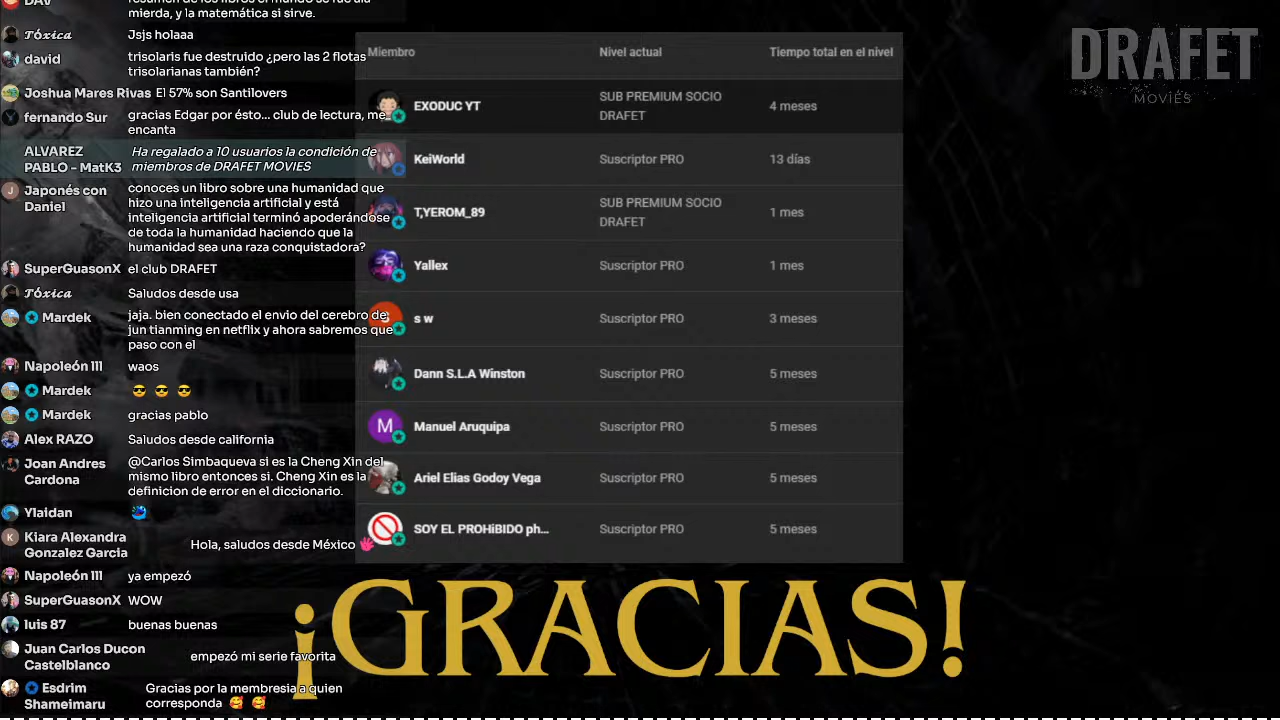 DAV
resumen de los libros el mundo se fue ala
mierda, y la matemática si sirve.
Tóxica Jsjs holaaa
david trisolaris fue destruido ¿pero las 2 flotas
trisolarianas también?
Joshua Mares Rivas El 57% son Santilovers
fernando Sur gracias Edgar por ésto... club de lectura, me
encanta
ALVAREZ
PABLO - MatK3
Ha regalado a 10 usuarios la condición de
miembros de DRAFET MOVIES
Japonés con
Daniel
conoces un libro sobre una humanidad que
hizo una inteligencia artificial y está
inteligencia artificial terminó apoderándose
de toda la humanidad haciendo que la
humanidad sea una raza conquistadora?
SuperGuasonX el club DRAFET
Tóxica Saludos desde usa
Mardek jaja. bien conectado el envio del cerebro de
jun tianming en netflix y ahora sabremos que
paso con el
Napoleón III waos
Mardek 😎 😎 😎
Mardek gracias pablo
Alex RAZO Saludos desde california
Joan Andres
Cardona
@Carlos Simbaqueva si es la Cheng Xin del
mismo libro entonces si. Cheng Xin es la
definicion de error en el diccionario.
Ylaidan
Kiara Alexandra
Gonzalez Garcia
Hola, saludos desde México
Napoleón III ya empezó
SuperGuasonX WOW
luis 87 buenas buenas
Juan Carlos Ducon
Castelblanco
empezó mi serie favorita
Esdrim
Shameimaru
Gracias por la membresia a quien
corresponda 🥰 🥰
Miembro Nivel actual Tiempo total en el nivel
EXODUC YT SUB PREMIUM SOCIO
DRAFET 4 meses
KeiWorld Suscriptor PRO 13 días
T,YEROM_89 SUB PREMIUM SOCIO
DRAFET 1 mes
Yallex Suscriptor PRO 1 mes
s w Suscriptor PRO 3 meses
Dann S.L.A Winston Suscriptor PRO 5 meses
M Manuel Aruquipa Suscriptor PRO 5 meses
Ariel Elias Godoy Vega Suscriptor PRO 5 meses
SOY EL PROHiBIDO ph... Suscriptor PRO 5 meses
¡GRACIAS!
DRAFET
MOVIES